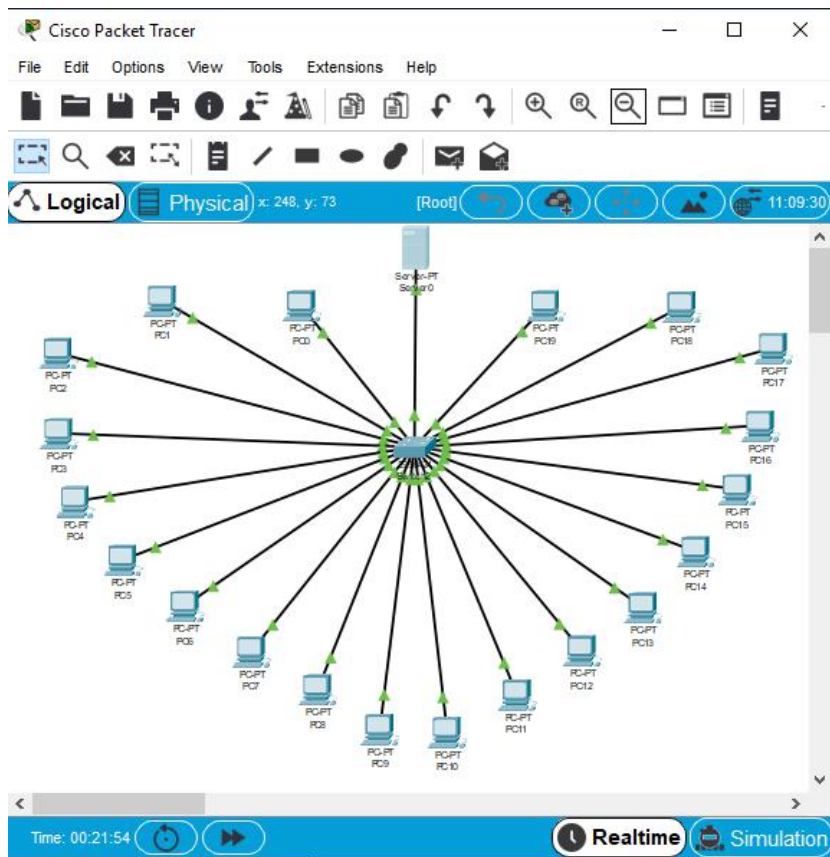 Cisco Packet Tracer
File Edit Options View Tools Extensions Help
Logical Physical x: 248, y: 73 [Root] 11:09:30
Server-PT
Server0
PC-PT
PC1
PC-PT
PC0
PC-PT
PC19
PC-PT
PC18
PC-PT
PC2
PC-PT
PC17
PC-PT
PC3
PC-PT
PC16
PC-PT
PC4
PC-PT
PC15
PC-PT
PC5
PC-PT
PC14
PC-PT
PC6
PC-PT
PC13
PC-PT
PC7
PC-PT
PC12
PC-PT
PC8
PC-PT
PC11
PC-PT
PC9
PC-PT
PC10
Time: 00:21:54 Realtime Simulation